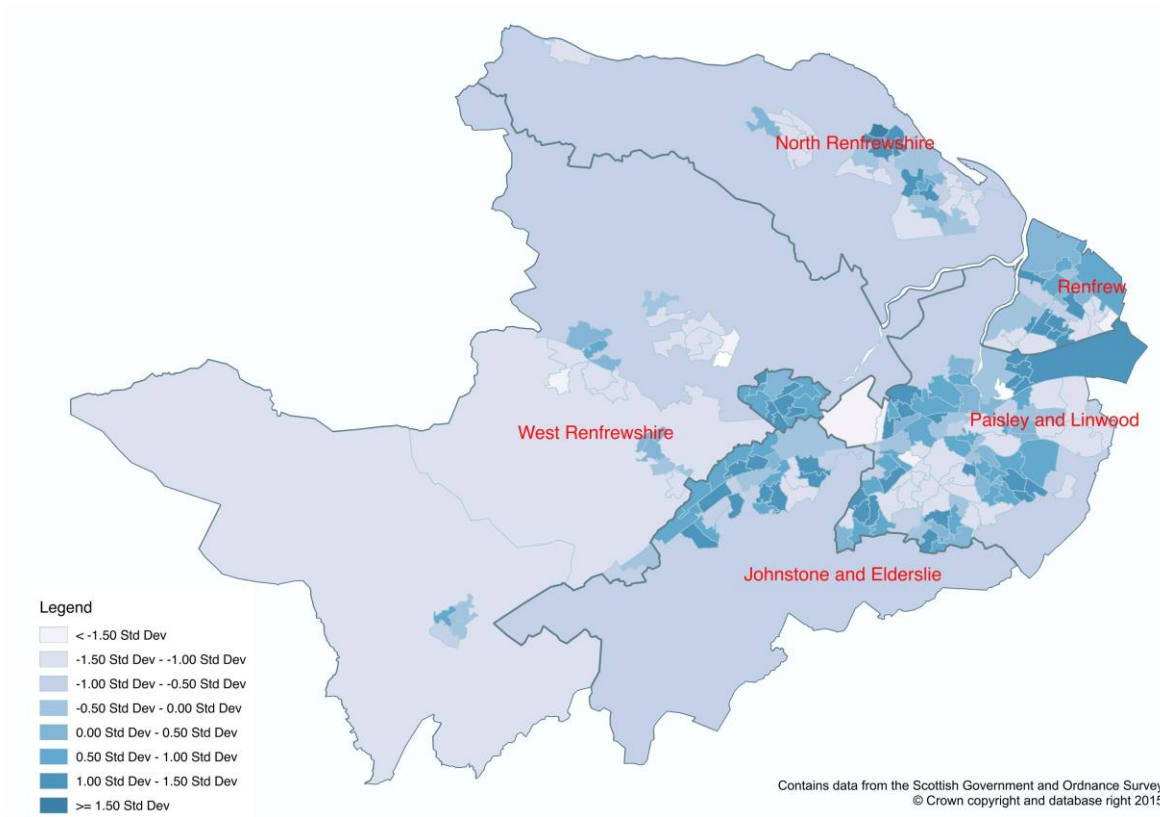 North Renfrewshire
Renfrew
Paisley and Linwood
West Renfrewshire
Johnstone and Elderslie
Legend
< -1.50 Std Dev
-1.50 Std Dev - -1.00 Std Dev
-1.00 Std Dev - -0.50 Std Dev
-0.50 Std Dev - 0.00 Std Dev
0.00 Std Dev - 0.50 Std Dev
0.50 Std Dev - 1.00 Std Dev
1.00 Std Dev - 1.50 Std Dev
>= 1.50 Std Dev
Contains data from the Scottish Government and Ordnance Survey
© Crown copyright and database right 2015